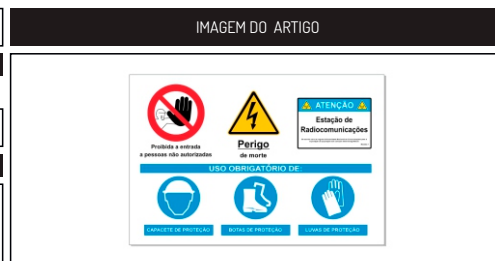 IMAGEM DO ARTIGO
Proibida a entrada
a pessoas não autorizadas
Perigo
de morte
ATENÇÃO
Estação de
Radiocomunicações
USO OBRIGATÓRIO DE:
CAPACETE DE PROTEÇÃO
BOTAS DE PROTEÇÃO
LUVAS DE PROTEÇÃO